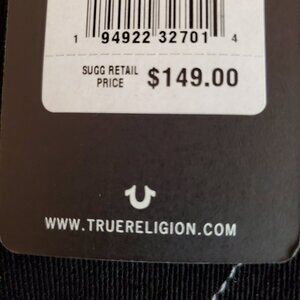 1 94922 32701 4
SUGG RETAIL
PRICE $149.00
WWW.TRUERELIGION.COM